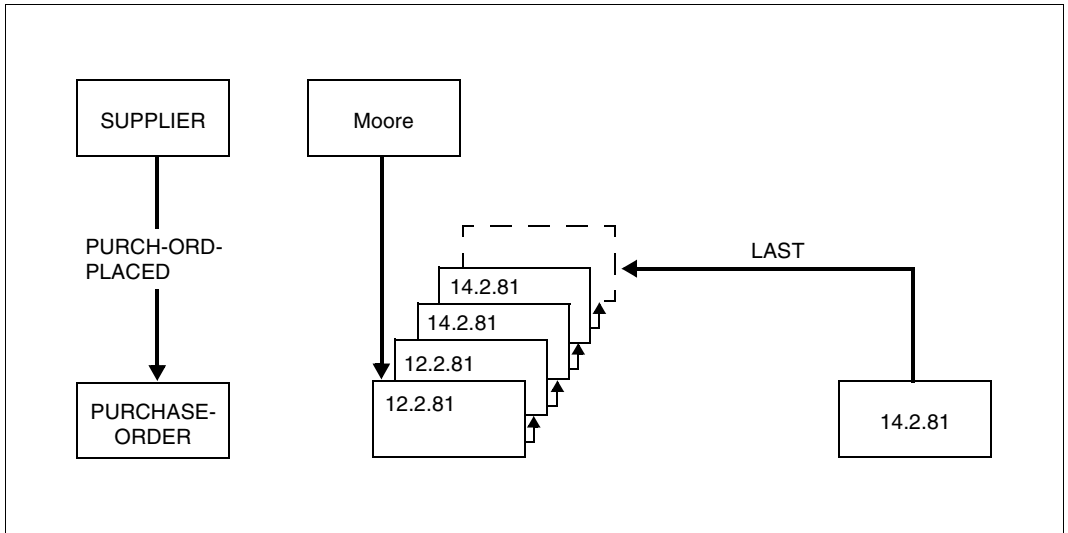 SUPPLIER
Moore
PURCH-ORD-
PLACED
LAST
14.2.81
14.2.81
12.2.81
12.2.81
PURCHASE-
ORDER
14.2.81